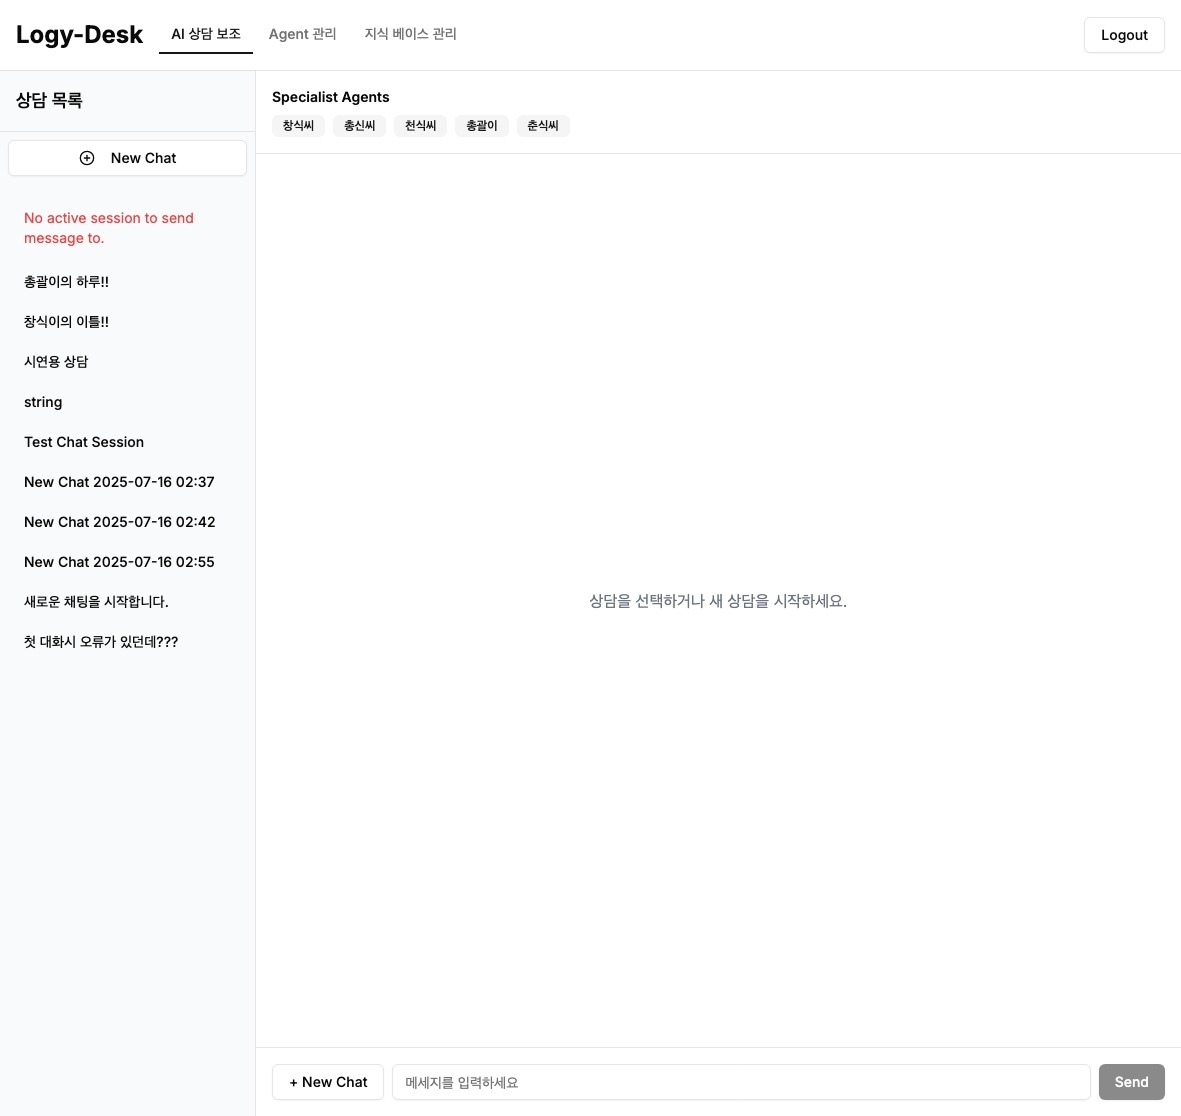 Logy-Desk
AI 상담 보조
Agent 관리
지식 베이스 관리
Logout
상담 목록
New Chat
No active session to send
message to.
총괄이의 하루!!
창식이의 이틀!!
시연용 상담
string
Test Chat Session
New Chat 2025-07-16 02:37
New Chat 2025-07-16 02:42
New Chat 2025-07-16 02:55
새로운 채팅을 시작합니다.
첫 대화시 오류가 있던데???
Specialist Agents
창식씨
총신씨
천식씨
총괄이
춘식씨
상담을 선택하거나 새 상담을 시작하세요.
+ New Chat
메세지를 입력하세요
Send